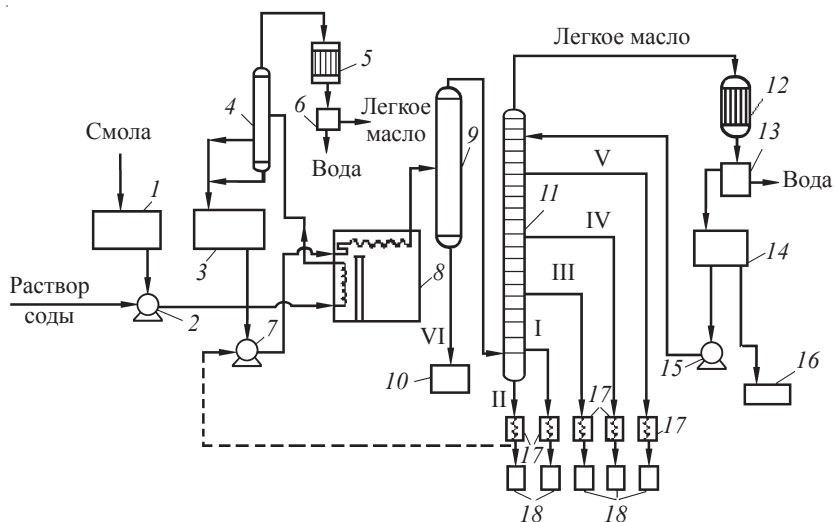 Легкое масло
5
4
12
6
Легкое
масло
9
13
Смола
Вода
V
Вода
1
11
IV
3
8
14
III
Раствор
соды
2
7
VI
I
15
16
10
II
17
17
17
18
18